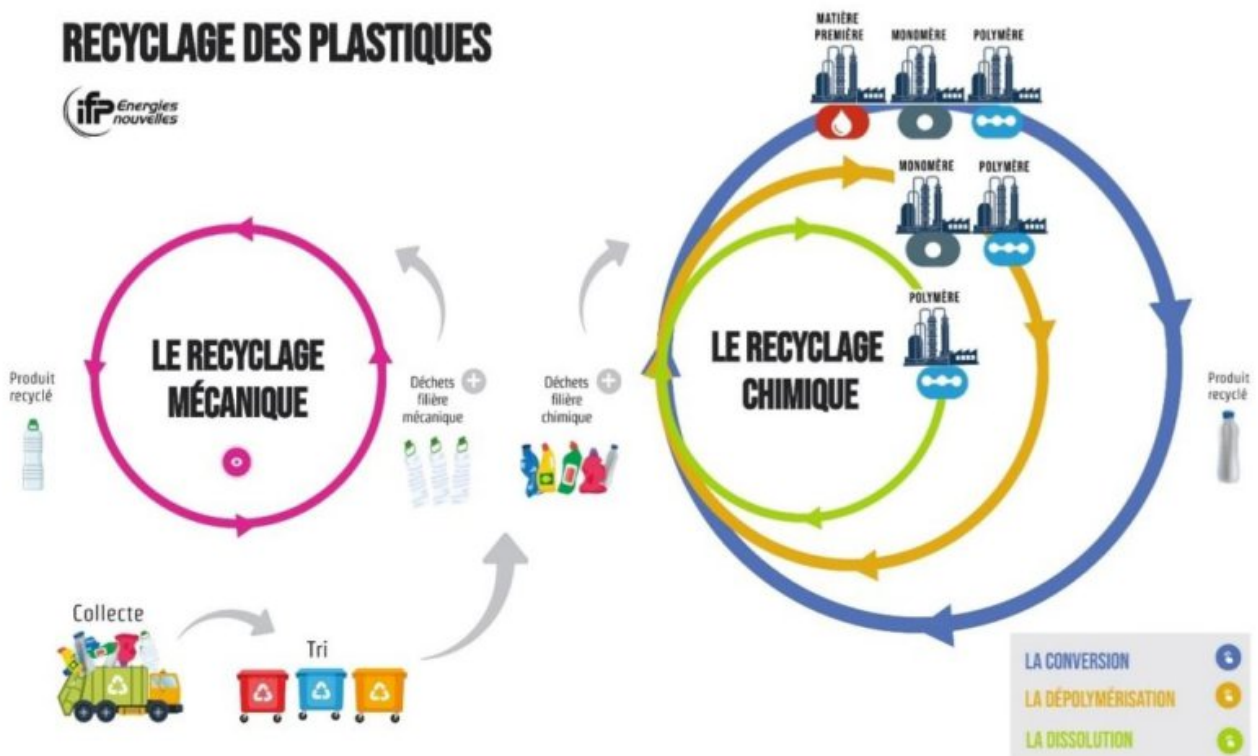 RECYCLAGE DES PLASTIQUES
ifp Energies
nouvelles
MATIÈRE
PREMIÈRE
MONOMÈRE
POLYMÈRE
MONOMÈRE
POLYMÈRE
POLYMÈRE
LE RECYCLAGE
MÉCANIQUE
LE RECYCLAGE
CHIMIQUE
Produit
recyclé
Déchets
filière
mécanique
Déchets
filière
chimique
Produit
recyclé
Collecte
Tri
LA CONVERSION
LA DÉPOLYMÉRISATION
LA DISSOLUTION